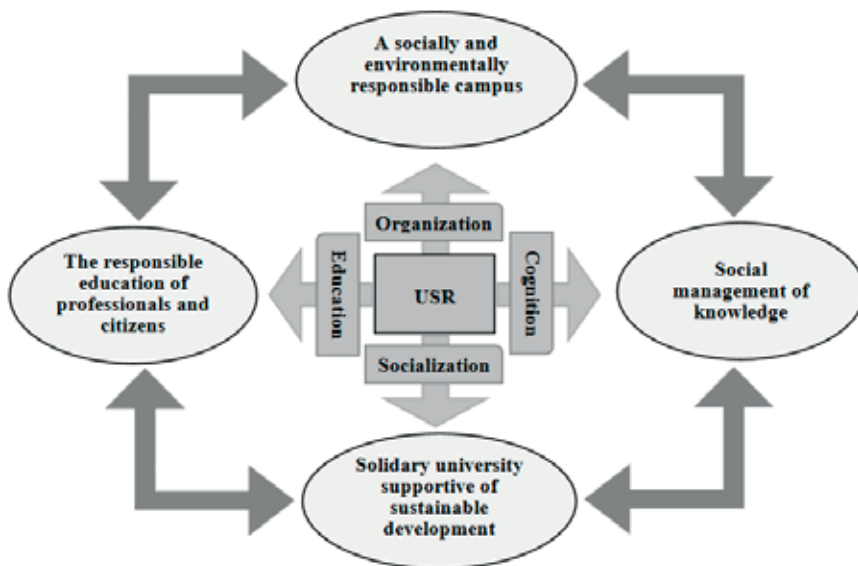 A socially and
environmentally
responsible campus
Organization
The responsible
education of
professionals and
citizens
Education
USR
Cognition
Social
management of
knowledge
Socialization
Solidary university
supportive of
sustainable
development